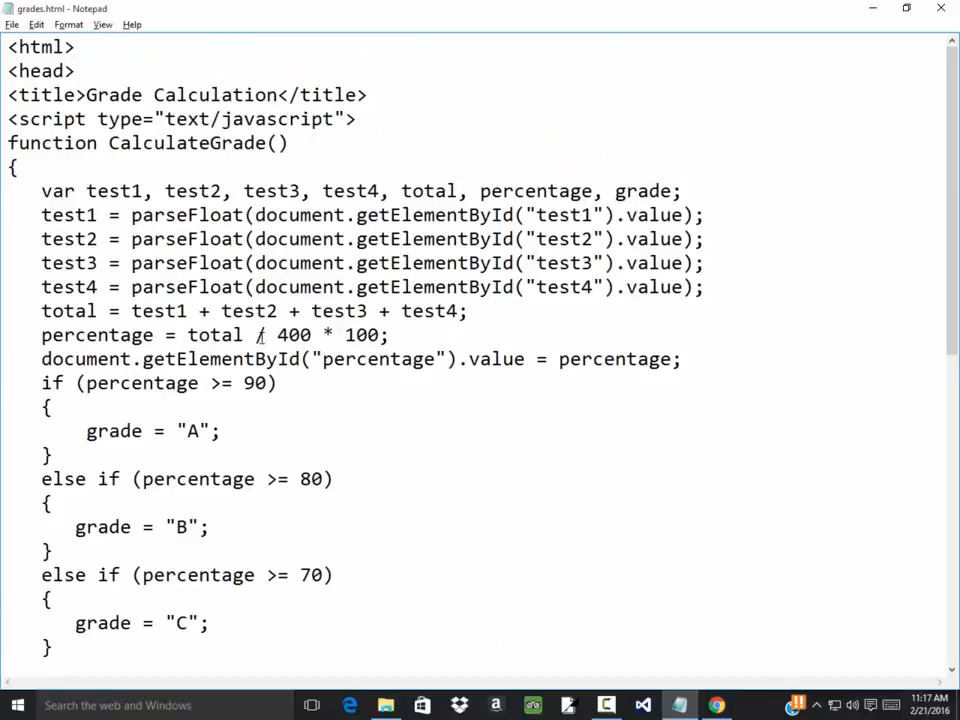 grades.html - Notepad
File Edit Format View Help
<html>
<head>
<title>Grade Calculation</title>
<script type="text/javascript">
function CalculateGrade()
{
var test1, test2, test3, test4, total, percentage, grade;
test1 = parseFloat(document.getElementById("test1").value);
test2 = parseFloat(document.getElementById("test2").value);
test3 = parseFloat(document.getElementById("test3").value);
test4 = parseFloat(document.getElementById("test4").value);
total = test1 + test2 + test3 + test4;
percentage = total / 400 * 100;
document.getElementById("percentage").value = percentage;
if (percentage >= 90)
{
grade = "A";
}
else if (percentage >= 80)
{
grade = "B";
}
else if (percentage >= 70)
{
grade = "C";
}
Search the web and Windows
11:17 AM
2/21/2016